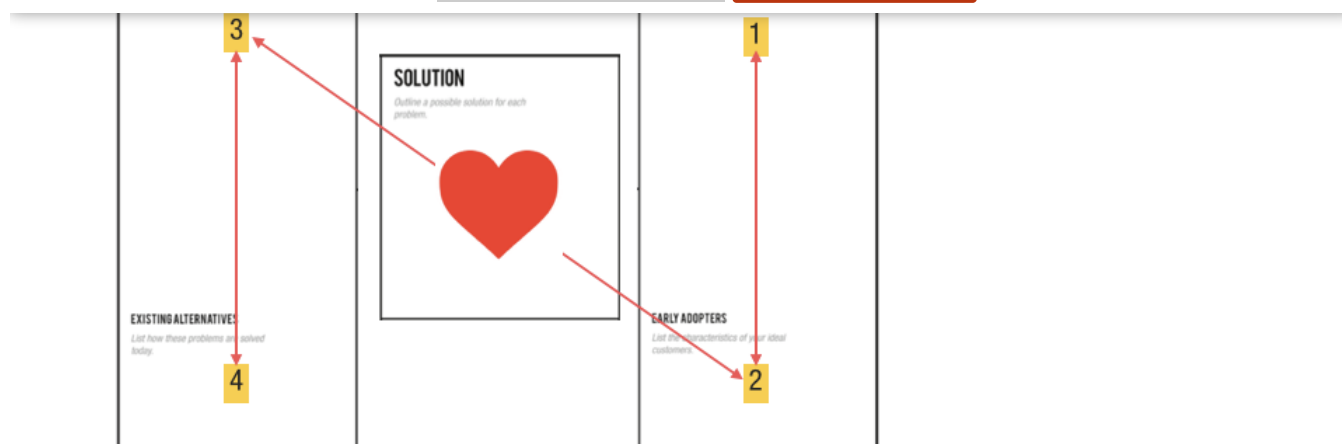 3
1
SOLUTION
Outline a possible solution for each
problem.
EXISTING ALTERNATIVES
List how these problems are solved
today.
EARLY ADOPTERS
List the characteristics of your ideal
customers.
4
2